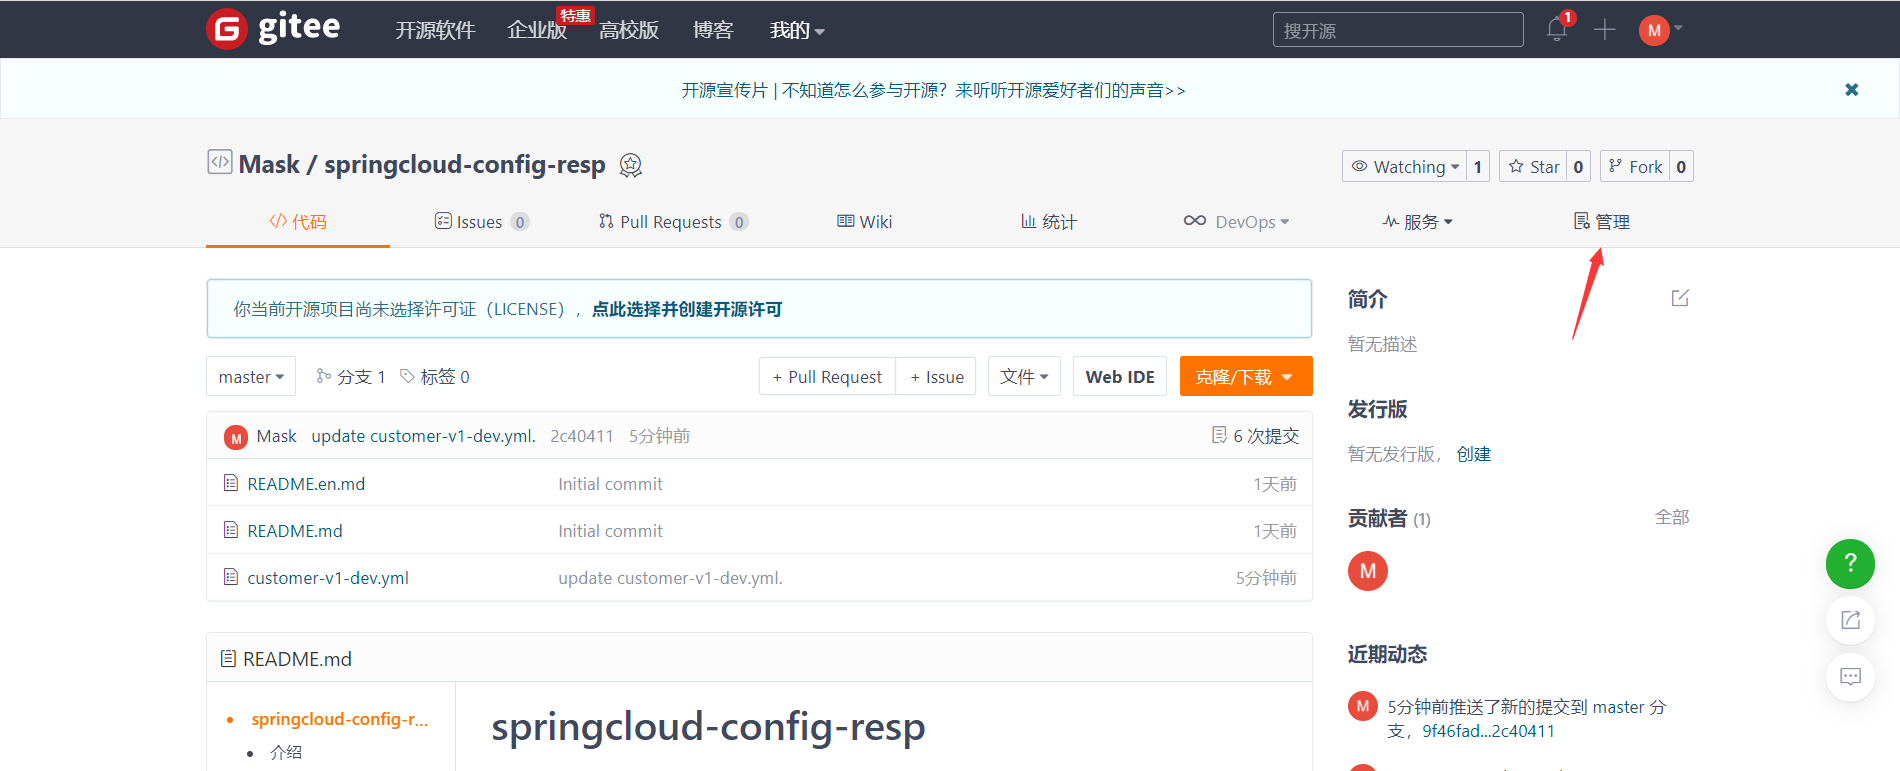 gitee 开源软件 企业版 特惠 高校版 博客 我的 搜开源 1 M
开源宣传片 | 不知道怎么参与开源？来听听开源爱好者们的声音>>
Mask / springcloud-config-resp Watching 1 Star 0 Fork 0
代码 Issues 0 Pull Requests 0 Wiki 统计 DevOps 服务 管理
你当前开源项目尚未选择许可证（LICENSE），点此选择并创建开源许可
master 分支 1 标签 0 + Pull Request + Issue 文件 Web IDE 克隆/下载
M Mask update customer-v1-dev.yml. 2c40411 5分钟前 6 次提交
README.en.md Initial commit 1天前
README.md Initial commit 1天前
customer-v1-dev.yml update customer-v1-dev.yml. 5分钟前
README.md
springcloud-config-r...
介绍
springcloud-config-resp
简介
暂无描述
发行版
暂无发行版， 创建
贡献者 (1) 全部
M
近期动态
M 5分钟前推送了新的提交到 master 分
支，9f46fad...2c40411
?